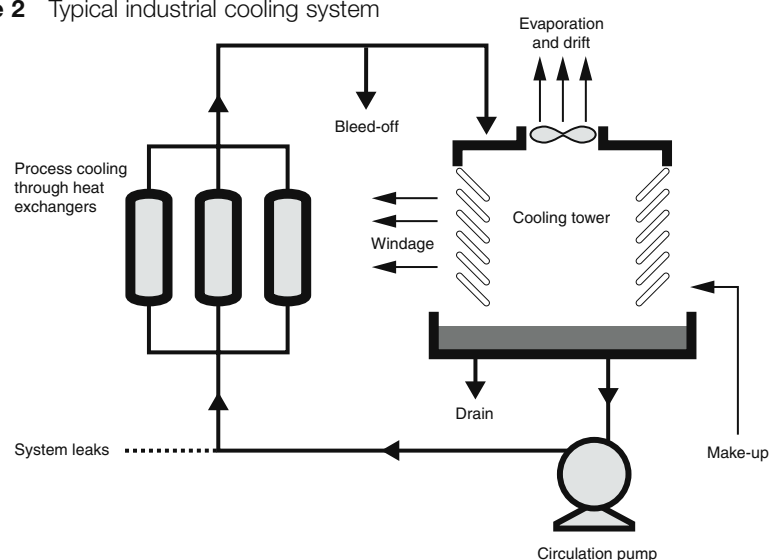 2 Typical industrial cooling system
Evaporation
and drift
Bleed-off
Process cooling
through heat
exchangers
Cooling tower
Windage
Drain
System leaks
Make-up
Circulation pump